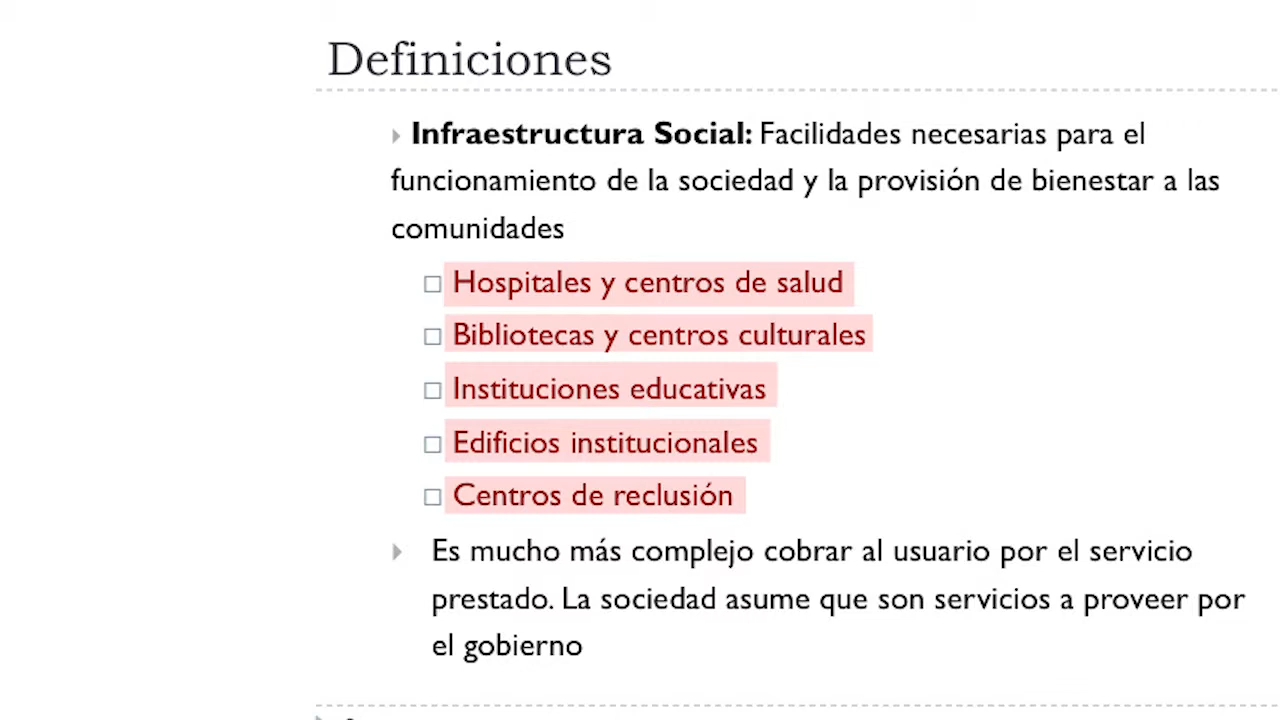 Definiciones
Infraestructura Social: Facilidades necesarias para el
funcionamiento de la sociedad y la provisión de bienestar a las
comunidades
Hospitales y centros de salud
Bibliotecas y centros culturales
Instituciones educativas
Edificios institucionales
Centros de reclusión
Es mucho más complejo cobrar al usuario por el servicio
prestado. La sociedad asume que son servicios a proveer por
el gobierno